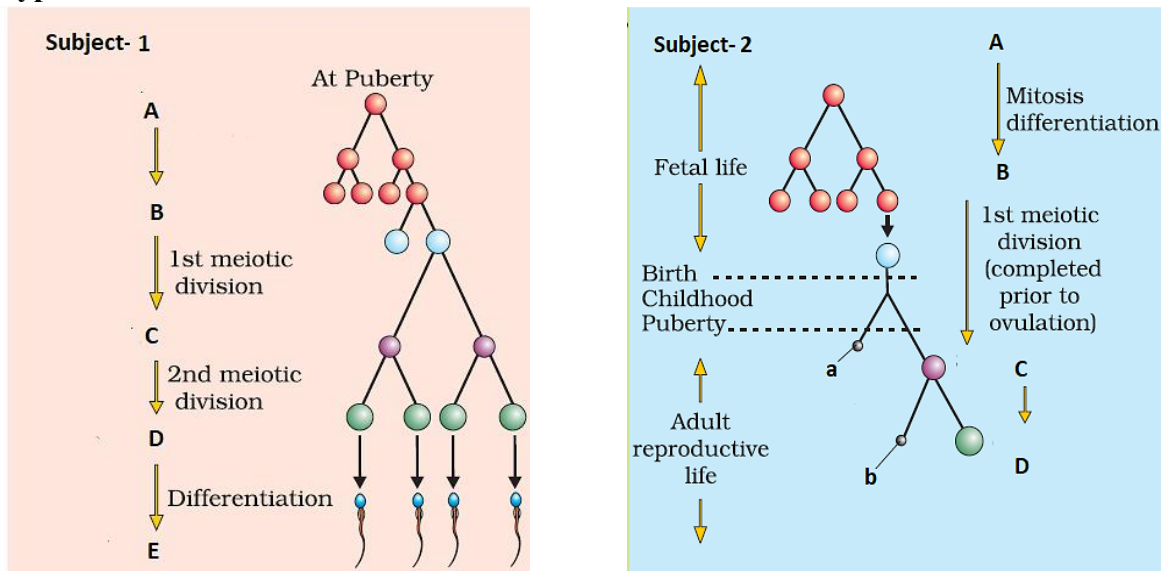 Subject- 1
At Puberty
A
B
1st meiotic
division
C
2nd meiotic
division
D
Differentiation
E
Subject- 2
A
Mitosis
differentiation
Fetal life
B
1st meiotic
division
(completed
prior to
ovulation)
Birth
Childhood
Puberty
a
C
Adult
reproductive
life
b
D